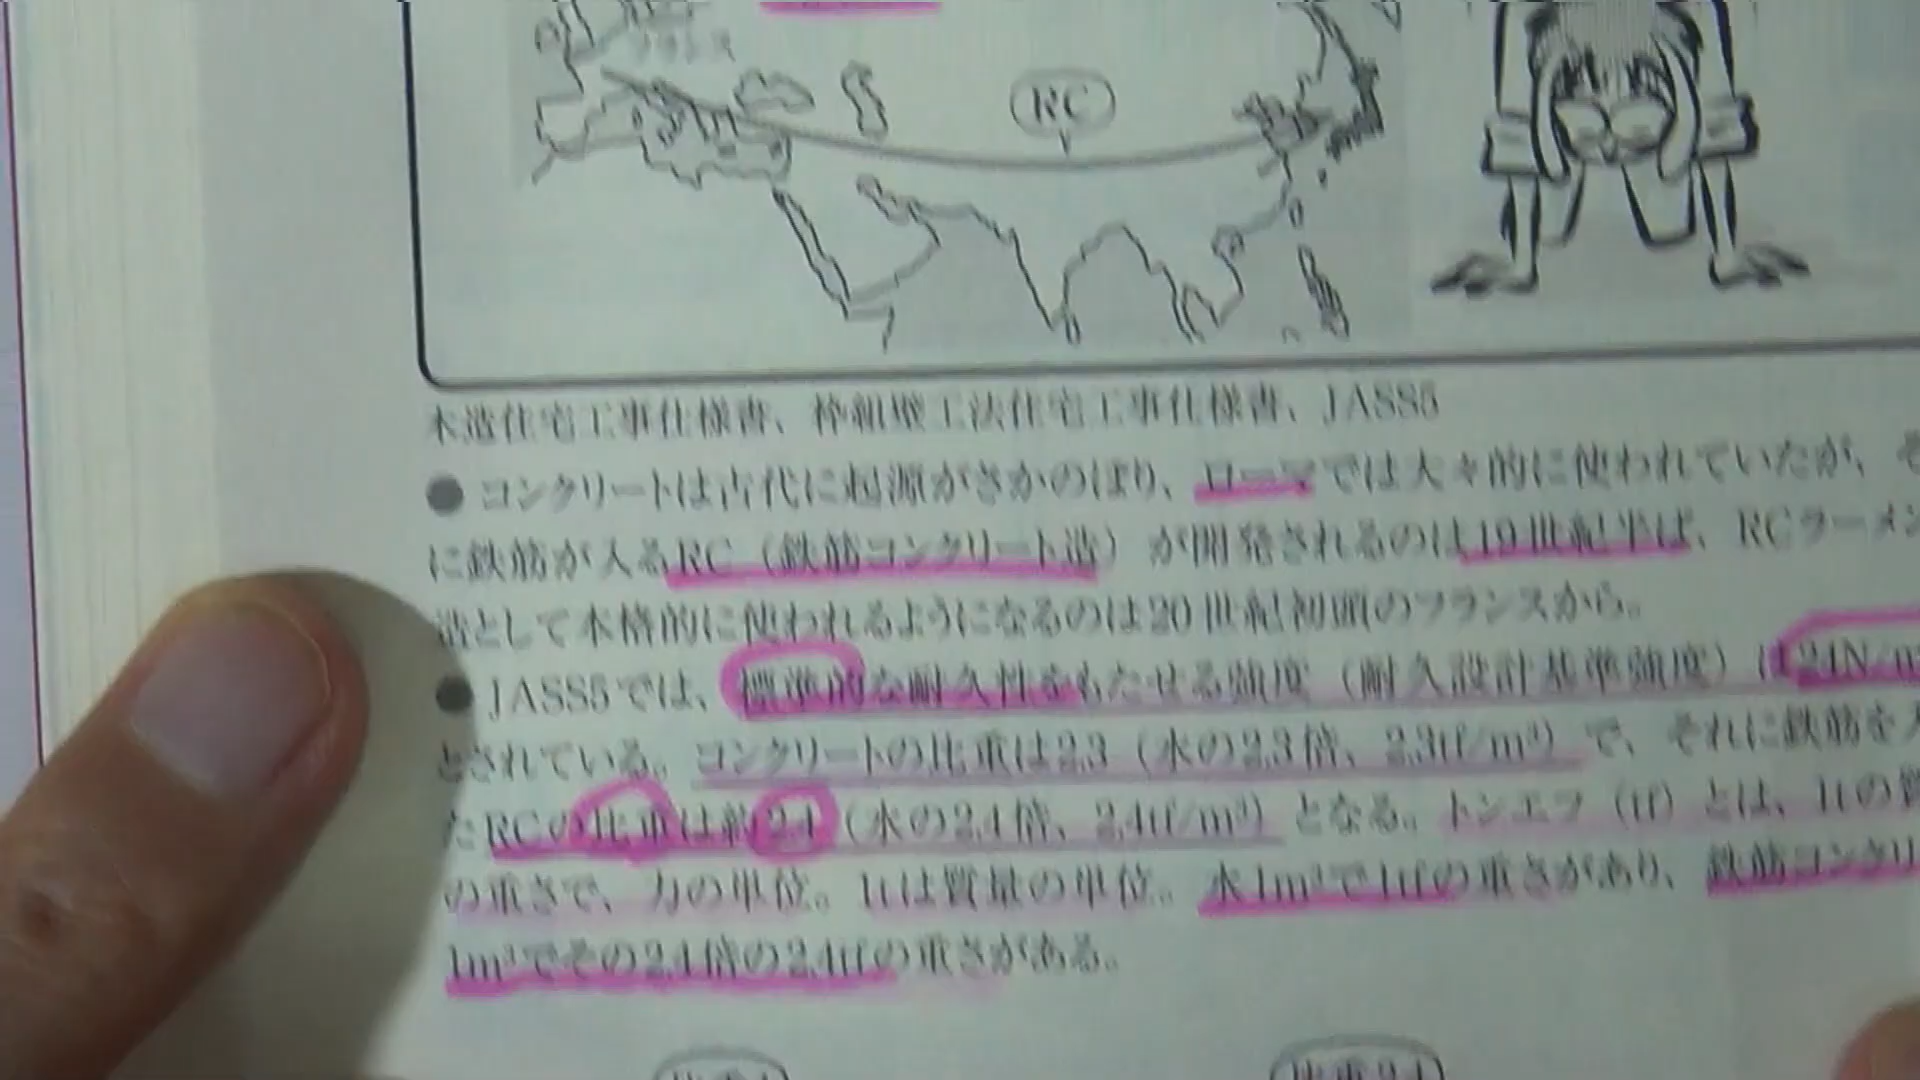 フランス
RC
木造住宅工事仕様書、枠組壁工法住宅工事仕様書、JASS5
●コンクリートは古代に起源がさかのぼり、ローマでは大々的に使われていたが、そ
に鉄筋が入るRC（鉄筋コンクリート造）が開発されるのは19世紀半ば、RCラーメン
造として本格的に使われるようになるのは20世紀初頭のフランスから。
●JASS5では、標準的な耐久性をもたせる強度（耐久設計基準強度）は24N/m
とされている。コンクリートの比重は2.3（水の2.3倍、2.3tf/m³）で、それに鉄筋を入
たRCの比重は約2.4（水の2.4倍、2.4tf/m³）となる。トンエフ（tf）とは、1tの質
の重さで、力の単位。1tは質量の単位。水1m³で1tfの重さがあり、鉄筋コンクリ
1m³でその2.4倍の2.4tfの重さがある。
比重1
比重2.4